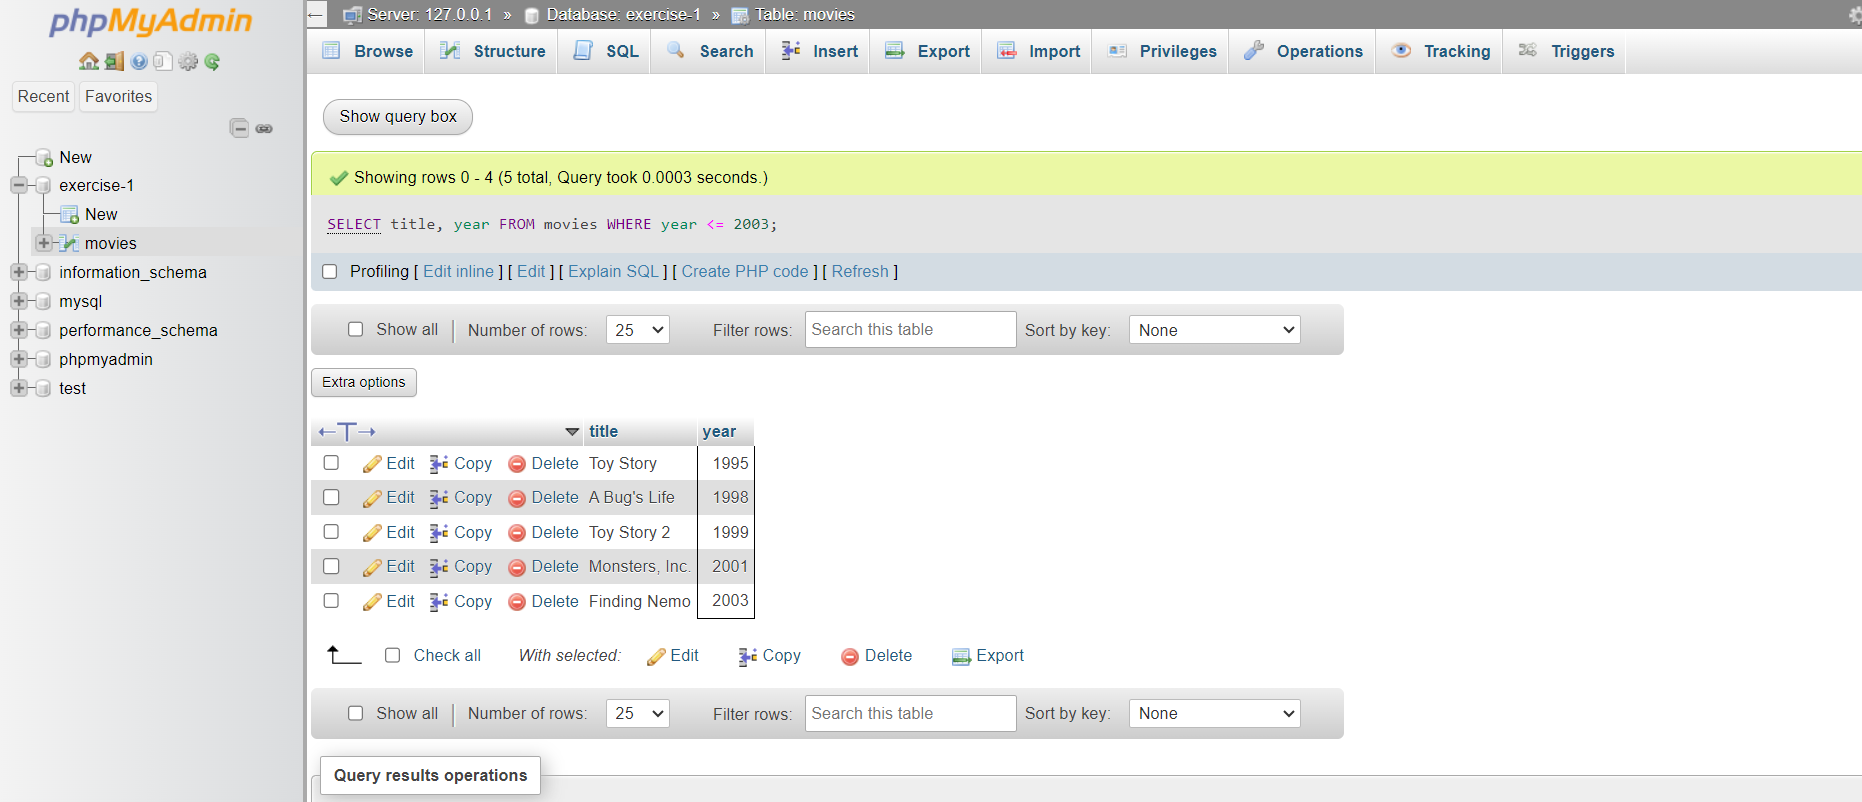 phpMyAdmin
Recent Favorites
New
exercise-1
New
movies
information_schema
mysql
performance_schema
phpmyadmin
test
Server: 127.0.0.1 » Database: exercise-1 » Table: movies
Browse Structure SQL Search Insert Export Import Privileges Operations Tracking Triggers
Show query box
Showing rows 0 - 4 (5 total, Query took 0.0003 seconds.)
SELECT title, year FROM movies WHERE year <= 2003;
Profiling [ Edit inline ] [ Edit ] [ Explain SQL ] [ Create PHP code ] [ Refresh ]
Show all Number of rows: 25 Filter rows: Search this table Sort by key: None
Extra options
←T→ title year
Edit Copy Delete Toy Story 1995
Edit Copy Delete A Bug's Life 1998
Edit Copy Delete Toy Story 2 1999
Edit Copy Delete Monsters, Inc. 2001
Edit Copy Delete Finding Nemo 2003
Check all With selected: Edit Copy Delete Export
Show all Number of rows: 25 Filter rows: Search this table Sort by key: None
Query results operations